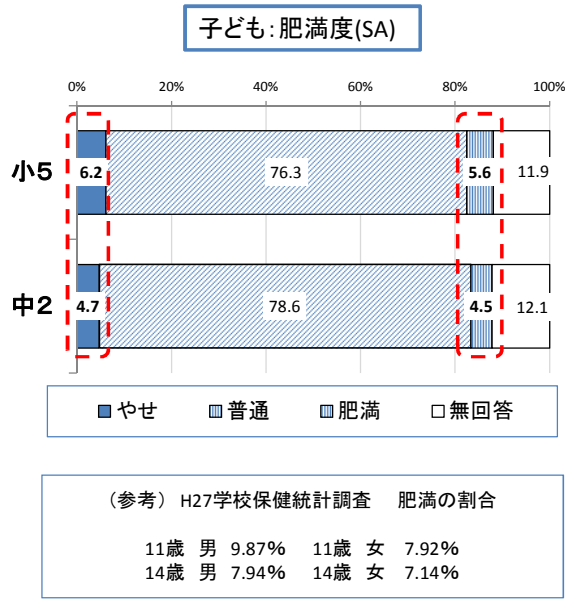 子ども：肥満度(SA)
0% 20% 40% 60% 80% 100%
小5 6.2 76.3 5.6 11.9
中2 4.7 78.6 4.5 12.1
やせ 普通 肥満 無回答
（参考） H27学校保健統計調査 肥満の割合
11歳 男 9.87% 11歳 女 7.92%
14歳 男 7.94% 14歳 女 7.14%